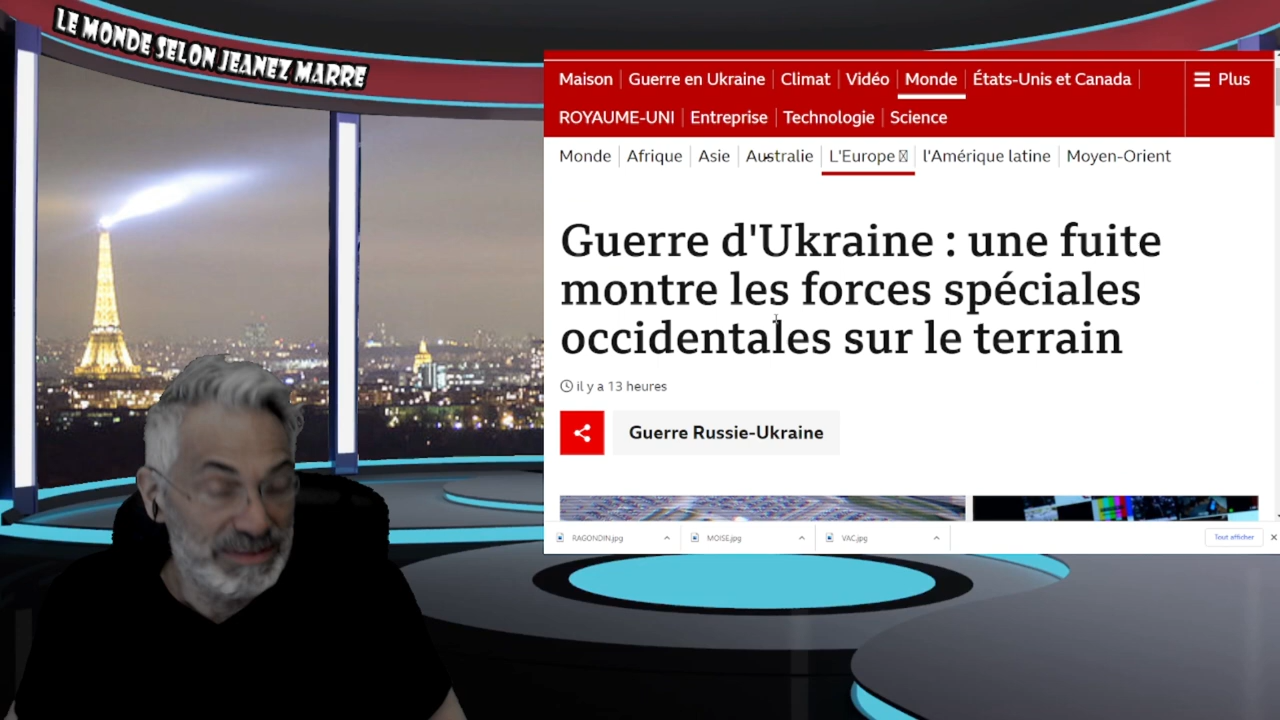 LE MONDE SELON JEANEZ MARRE
Maison Guerre en Ukraine Climat Vidéo Monde États-Unis et Canada Plus
ROYAUME-UNI Entreprise Technologie Science
Monde Afrique Asie Australie L'Europe l'Amérique latine Moyen-Orient
Guerre d'Ukraine : une fuite
montre les forces spéciales
occidentales sur le terrain
il y a 13 heures
Guerre Russie-Ukraine
RAGONDIN.jpg MOISE.jpg VAC.jpg Tout afficher